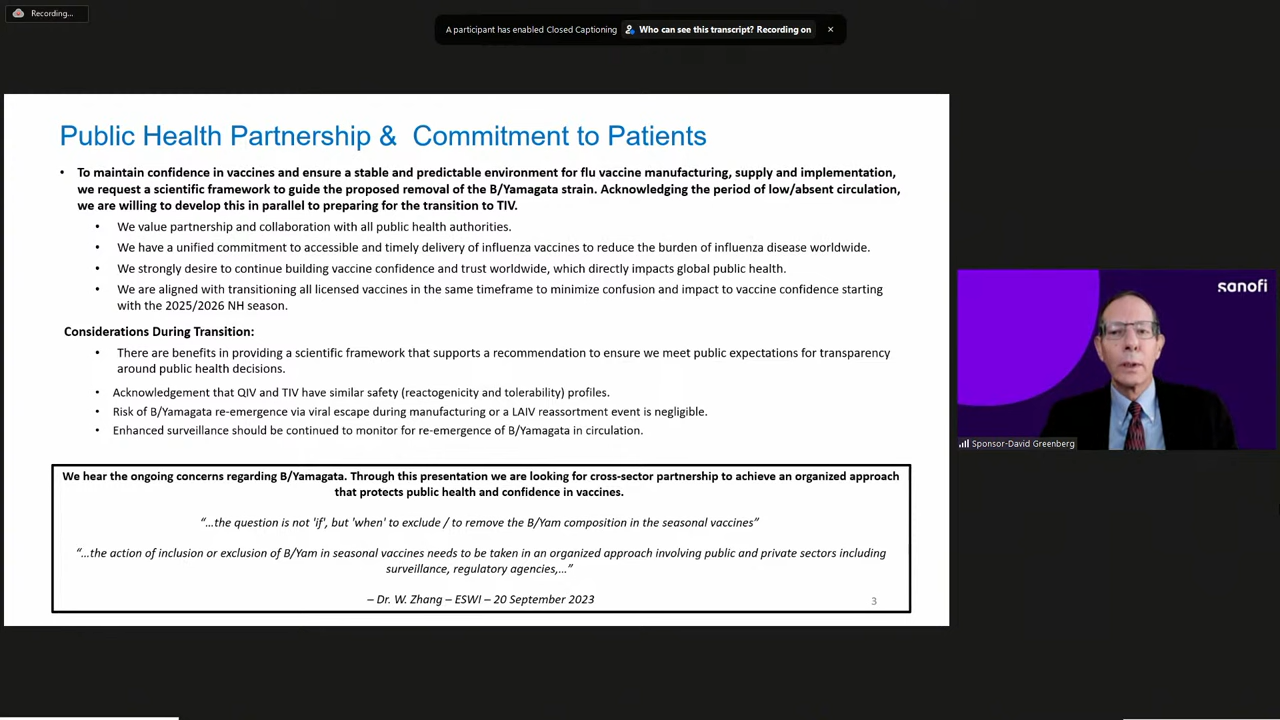 Recording...
A participant has enabled Closed Captioning Who can see this transcript? Recording on ×
Public Health Partnership & Commitment to Patients
• To maintain confidence in vaccines and ensure a stable and predictable environment for flu vaccine manufacturing, supply and implementation,
we request a scientific framework to guide the proposed removal of the B/Yamagata strain. Acknowledging the period of low/absent circulation,
we are willing to develop this in parallel to preparing for the transition to TIV.
• We value partnership and collaboration with all public health authorities.
• We have a unified commitment to accessible and timely delivery of influenza vaccines to reduce the burden of influenza disease worldwide.
• We strongly desire to continue building vaccine confidence and trust worldwide, which directly impacts global public health.
• We are aligned with transitioning all licensed vaccines in the same timeframe to minimize confusion and impact to vaccine confidence starting
with the 2025/2026 NH season.
Considerations During Transition:
• There are benefits in providing a scientific framework that supports a recommendation to ensure we meet public expectations for transparency
around public health decisions.
• Acknowledgement that QIV and TIV have similar safety (reactogenicity and tolerability) profiles.
• Risk of B/Yamagata re-emergence via viral escape during manufacturing or a LAIV reassortment event is negligible.
• Enhanced surveillance should be continued to monitor for re-emergence of B/Yamagata in circulation.
We hear the ongoing concerns regarding B/Yamagata. Through this presentation we are looking for cross-sector partnership to achieve an organized approach
that protects public health and confidence in vaccines.
“…the question is not 'if', but 'when' to exclude / to remove the B/Yam composition in the seasonal vaccines”
“…the action of inclusion or exclusion of B/Yam in seasonal vaccines needs to be taken in an organized approach involving public and private sectors including
surveillance, regulatory agencies,…”
– Dr. W. Zhang – ESWI – 20 September 2023
3
sanofi
Sponsor-David Greenberg